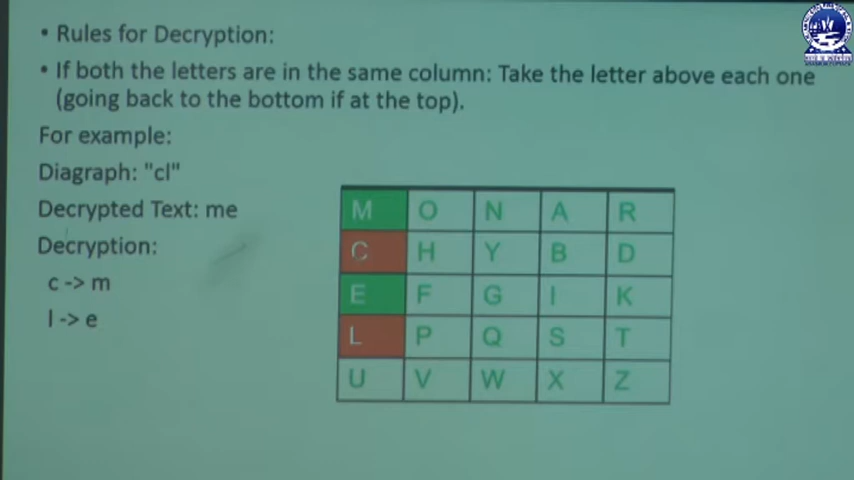 • Rules for Decryption:
• If both the letters are in the same column: Take the letter above each one
(going back to the bottom if at the top).
For example:
Diagraph: "cl"
Decrypted Text: me
Decryption:
c -> m
l -> e
M O N A R
C H Y B D
E F G I K
L P Q S T
U V W X Z